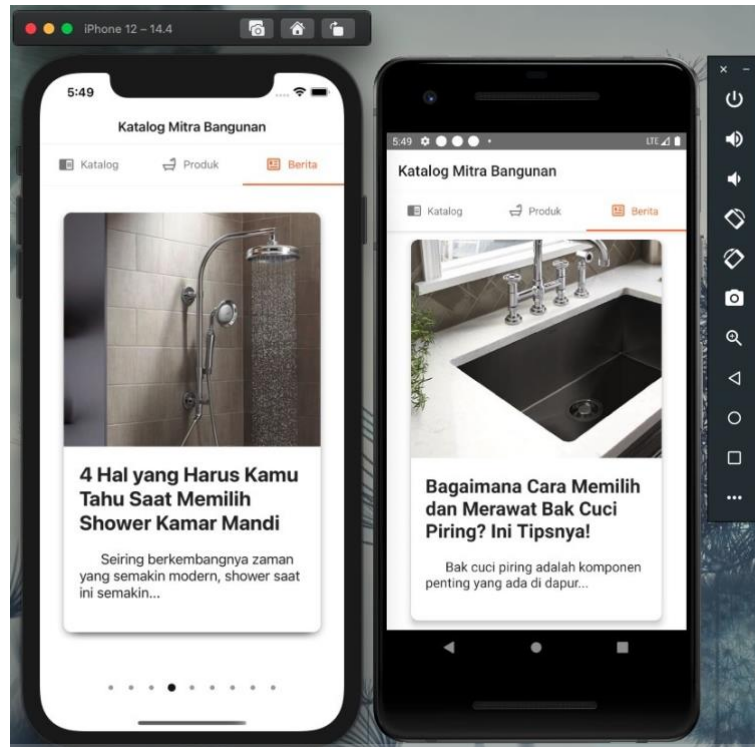 iPhone 12 – 14.4
5:49
Katalog Mitra Bangunan
Katalog Produk Berita
4 Hal yang Harus Kamu
Tahu Saat Memilih
Shower Kamar Mandi
Seiring berkembangnya zaman
yang semakin modern, shower saat
ini semakin...
5:49 LTE
Katalog Mitra Bangunan
Katalog Produk Berita
Bagaimana Cara Memilih
dan Merawat Bak Cuci
Piring? Ini Tipsnya!
Bak cuci piring adalah komponen
penting yang ada di dapur...